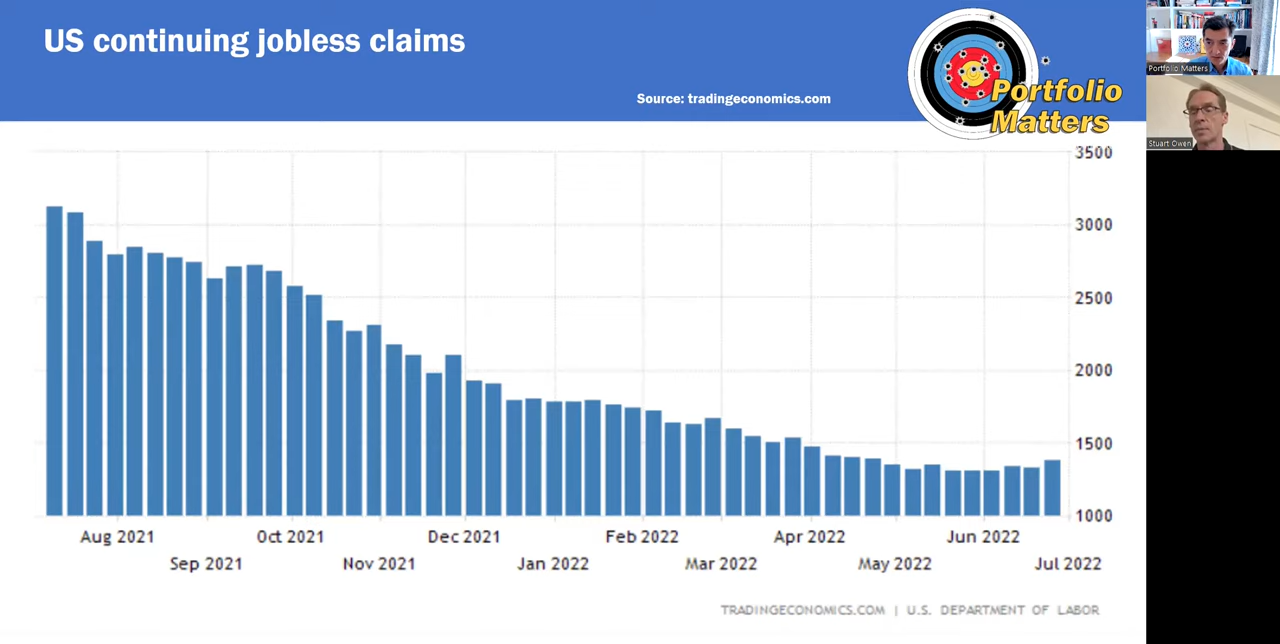 US continuing jobless claims
Source: tradingeconomics.com
Portfolio
Matters
Portfolio Matters
Stuart Owen
3500
3000
2500
2000
1500
1000
Aug 2021
Oct 2021
Dec 2021
Feb 2022
Apr 2022
Jun 2022
Sep 2021
Nov 2021
Jan 2022
Mar 2022
May 2022
Jul 2022
TRADINGECONOMICS.COM | U.S. DEPARTMENT OF LABOR